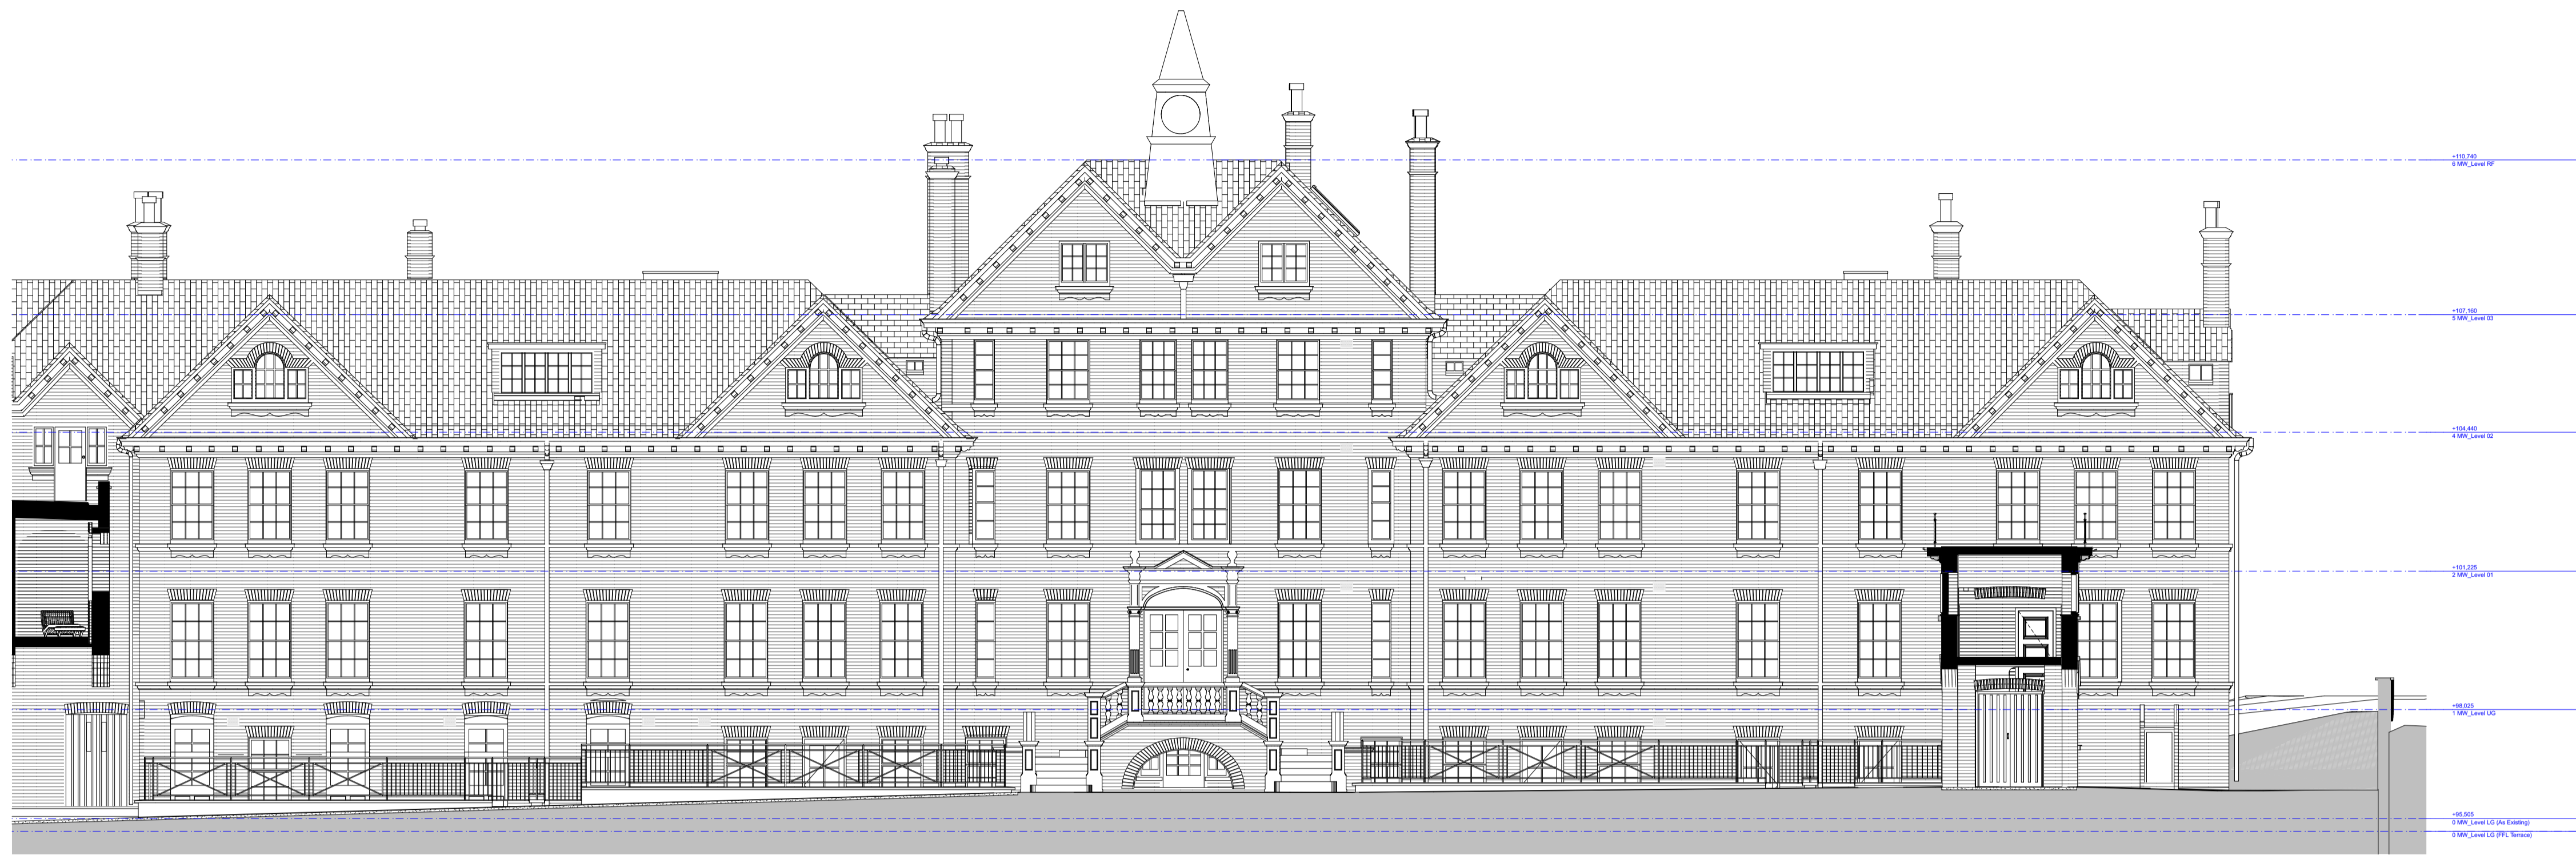 +110,740
6 MW_Level RF
+107,160
5 MW_Level 03
+104,440
4 MW_Level 02
+101,225
2 MW_Level 01
+98,025
1 MW_Level UG
+95,505
0 MW_Level LG (As Existing)
0 MW_Level LG (FFL Terrace)